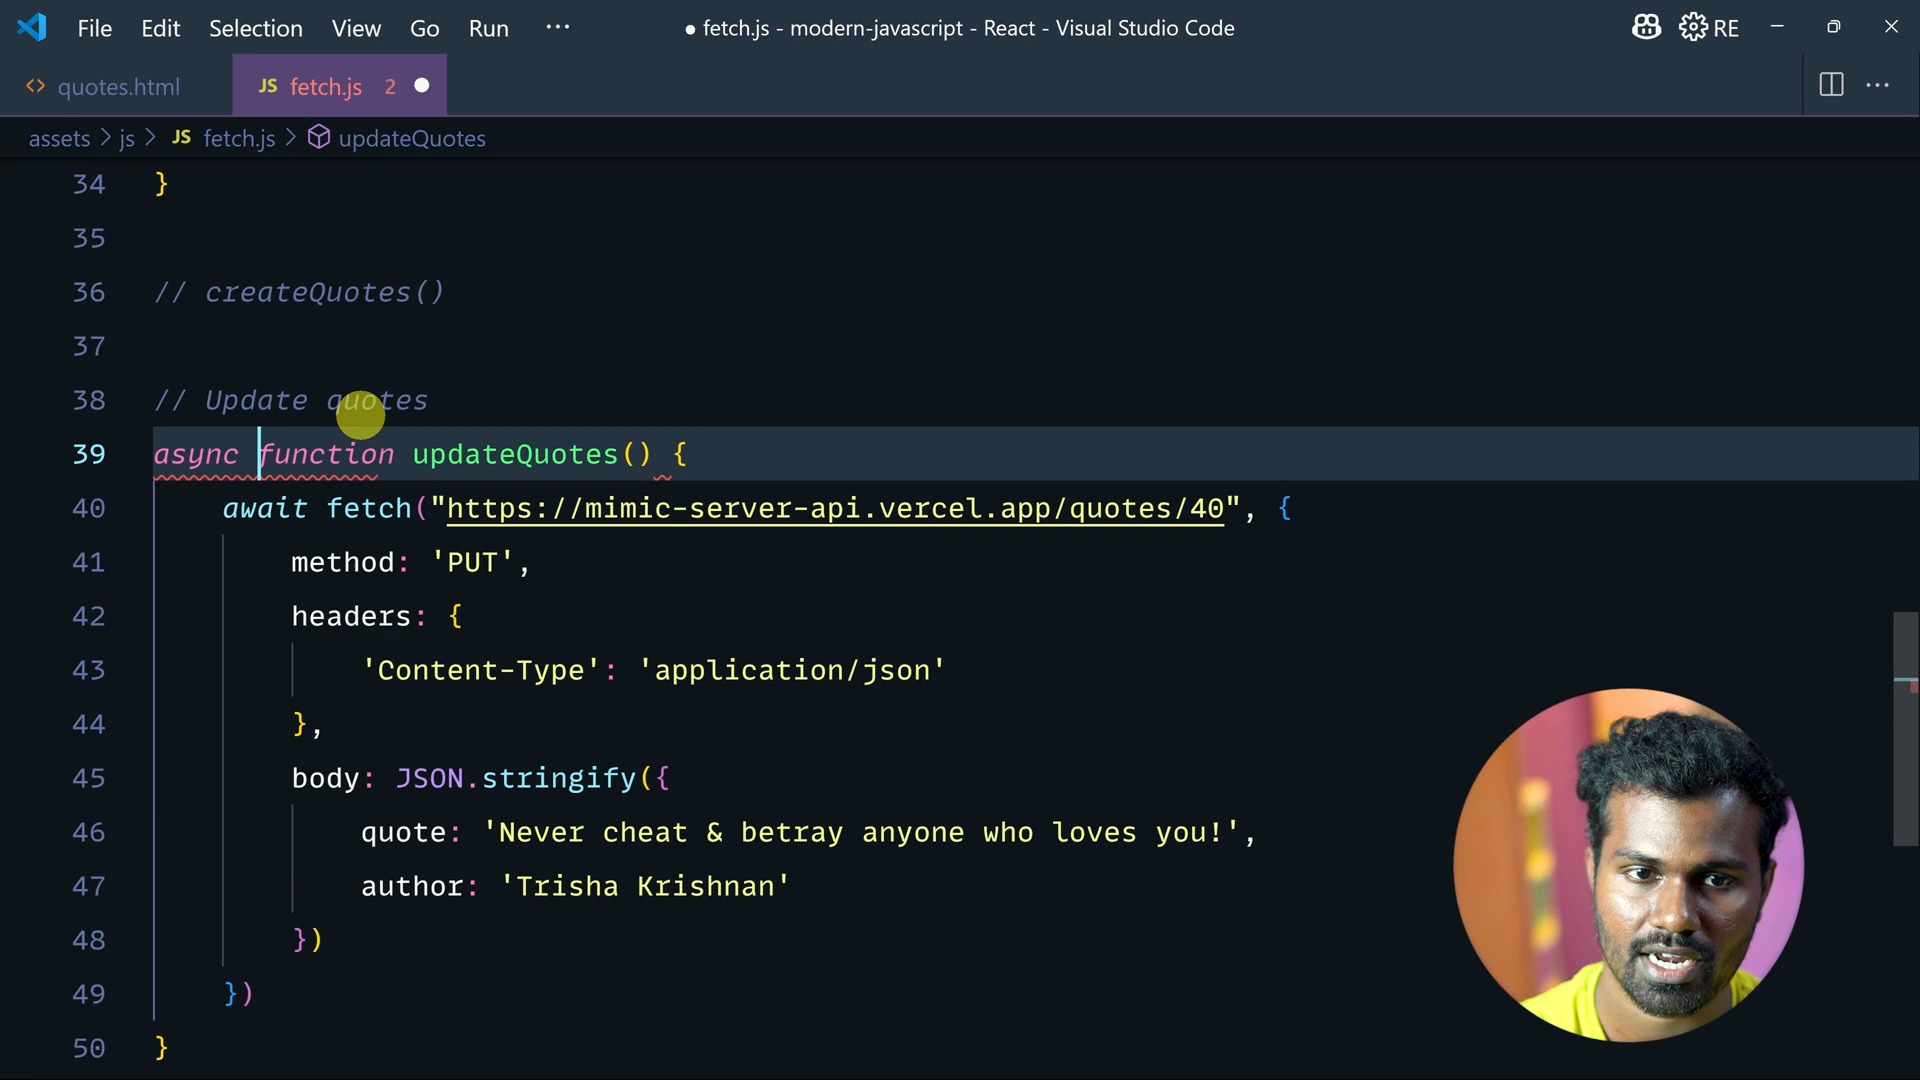 File Edit Selection View Go Run ···
● fetch.js - modern-javascript - React - Visual Studio Code
RE
<> quotes.html
JS fetch.js 2
assets > js > JS fetch.js > updateQuotes
34 }
35
36 // createQuotes()
37
38 // Update quotes
39 async function updateQuotes() {
40 await fetch("https://mimic-server-api.vercel.app/quotes/40", {
41 method: 'PUT',
42 headers: {
43 'Content-Type': 'application/json'
44 },
45 body: JSON.stringify({
46 quote: 'Never cheat & betray anyone who loves you!',
47 author: 'Trisha Krishnan'
48 })
49 })
50 }